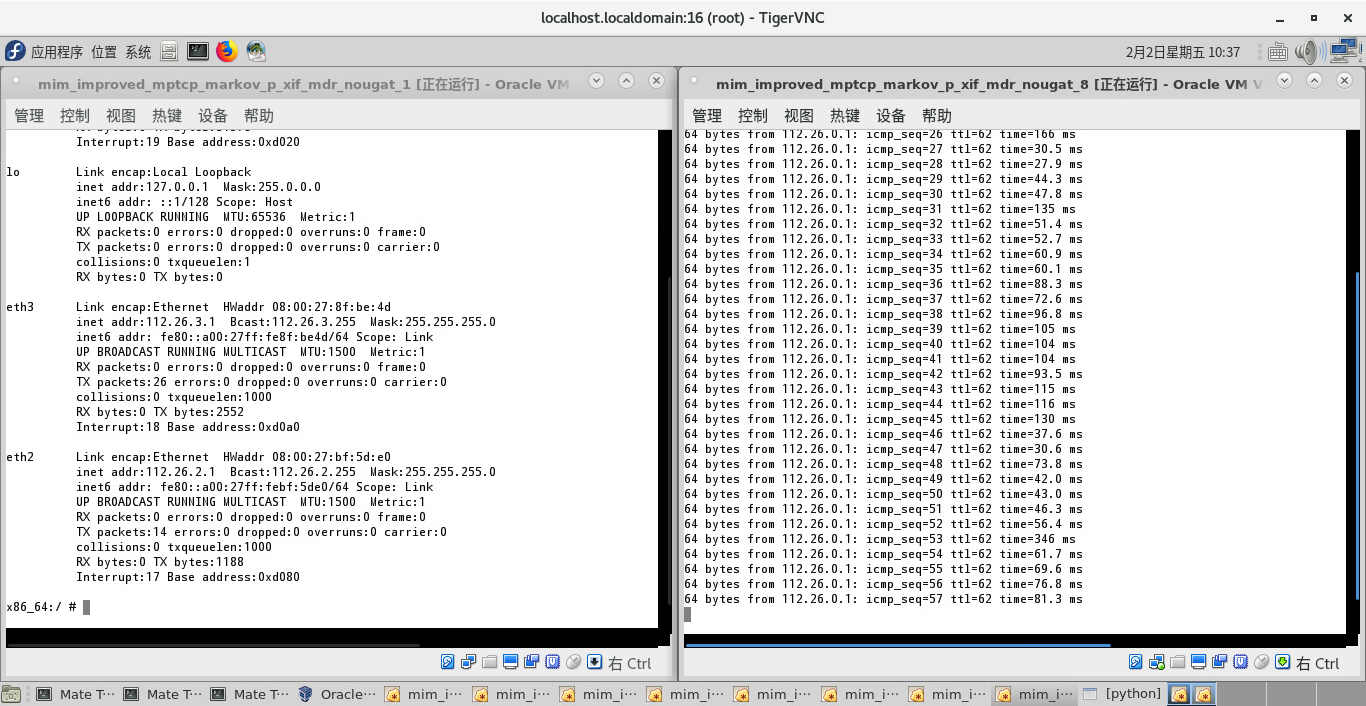 localhost.localdomain:16 (root) - TigerVNC
应用程序 位置 系统
2月2日星期五 10:37
mim_improved_mptcp_markov_p_xif_mdr_nougat_1 [正在运行] - Oracle VM
管理 控制 视图 热键 设备 帮助
Interrupt:19 Base address:0xd020
lo Link encap:Local Loopback
inet addr:127.0.0.1 Mask:255.0.0.0
inet6 addr: ::1/128 Scope: Host
UP LOOPBACK RUNNING MTU:65536 Metric:1
RX packets:0 errors:0 dropped:0 overruns:0 frame:0
TX packets:0 errors:0 dropped:0 overruns:0 carrier:0
collisions:0 txqueuelen:1
RX bytes:0 TX bytes:0
eth3 Link encap:Ethernet HWaddr 08:00:27:8f:be:4d
inet addr:112.26.3.1 Bcast:112.26.3.255 Mask:255.255.255.0
inet6 addr: fe80::a00:27ff:fe8f:be4d/64 Scope: Link
UP BROADCAST RUNNING MULTICAST MTU:1500 Metric:1
RX packets:0 errors:0 dropped:0 overruns:0 frame:0
TX packets:26 errors:0 dropped:0 overruns:0 carrier:0
collisions:0 txqueuelen:1000
RX bytes:0 TX bytes:2552
Interrupt:18 Base address:0xd0a0
eth2 Link encap:Ethernet HWaddr 08:00:27:bf:5d:e0
inet addr:112.26.2.1 Bcast:112.26.2.255 Mask:255.255.255.0
inet6 addr: fe80::a00:27ff:febf:5de0/64 Scope: Link
UP BROADCAST RUNNING MULTICAST MTU:1500 Metric:1
RX packets:0 errors:0 dropped:0 overruns:0 frame:0
TX packets:14 errors:0 dropped:0 overruns:0 carrier:0
collisions:0 txqueuelen:1000
RX bytes:0 TX bytes:1188
Interrupt:17 Base address:0xd080
x86_64:/ #
右 Ctrl
mim_improved_mptcp_markov_p_xif_mdr_nougat_8 [正在运行] - Oracle VM V
管理 控制 视图 热键 设备 帮助
64 bytes from 112.26.0.1: icmp_seq=26 ttl=62 time=166 ms
64 bytes from 112.26.0.1: icmp_seq=27 ttl=62 time=30.5 ms
64 bytes from 112.26.0.1: icmp_seq=28 ttl=62 time=27.9 ms
64 bytes from 112.26.0.1: icmp_seq=29 ttl=62 time=44.3 ms
64 bytes from 112.26.0.1: icmp_seq=30 ttl=62 time=47.8 ms
64 bytes from 112.26.0.1: icmp_seq=31 ttl=62 time=135 ms
64 bytes from 112.26.0.1: icmp_seq=32 ttl=62 time=51.4 ms
64 bytes from 112.26.0.1: icmp_seq=33 ttl=62 time=52.7 ms
64 bytes from 112.26.0.1: icmp_seq=34 ttl=62 time=60.9 ms
64 bytes from 112.26.0.1: icmp_seq=35 ttl=62 time=60.1 ms
64 bytes from 112.26.0.1: icmp_seq=36 ttl=62 time=88.3 ms
64 bytes from 112.26.0.1: icmp_seq=37 ttl=62 time=72.6 ms
64 bytes from 112.26.0.1: icmp_seq=38 ttl=62 time=96.8 ms
64 bytes from 112.26.0.1: icmp_seq=39 ttl=62 time=105 ms
64 bytes from 112.26.0.1: icmp_seq=40 ttl=62 time=104 ms
64 bytes from 112.26.0.1: icmp_seq=41 ttl=62 time=104 ms
64 bytes from 112.26.0.1: icmp_seq=42 ttl=62 time=93.5 ms
64 bytes from 112.26.0.1: icmp_seq=43 ttl=62 time=115 ms
64 bytes from 112.26.0.1: icmp_seq=44 ttl=62 time=116 ms
64 bytes from 112.26.0.1: icmp_seq=45 ttl=62 time=130 ms
64 bytes from 112.26.0.1: icmp_seq=46 ttl=62 time=37.6 ms
64 bytes from 112.26.0.1: icmp_seq=47 ttl=62 time=30.6 ms
64 bytes from 112.26.0.1: icmp_seq=48 ttl=62 time=73.8 ms
64 bytes from 112.26.0.1: icmp_seq=49 ttl=62 time=42.0 ms
64 bytes from 112.26.0.1: icmp_seq=50 ttl=62 time=43.0 ms
64 bytes from 112.26.0.1: icmp_seq=51 ttl=62 time=46.3 ms
64 bytes from 112.26.0.1: icmp_seq=52 ttl=62 time=56.4 ms
64 bytes from 112.26.0.1: icmp_seq=53 ttl=62 time=346 ms
64 bytes from 112.26.0.1: icmp_seq=54 ttl=62 time=61.7 ms
64 bytes from 112.26.0.1: icmp_seq=55 ttl=62 time=69.6 ms
64 bytes from 112.26.0.1: icmp_seq=56 ttl=62 time=76.8 ms
64 bytes from 112.26.0.1: icmp_seq=57 ttl=62 time=81.3 ms
右 Ctrl
Mate T… Mate T… Mate T… Oracle… mim_i… mim_i… mim_i… mim_i… mim_i… mim_i… mim_i… mim_i… [python]